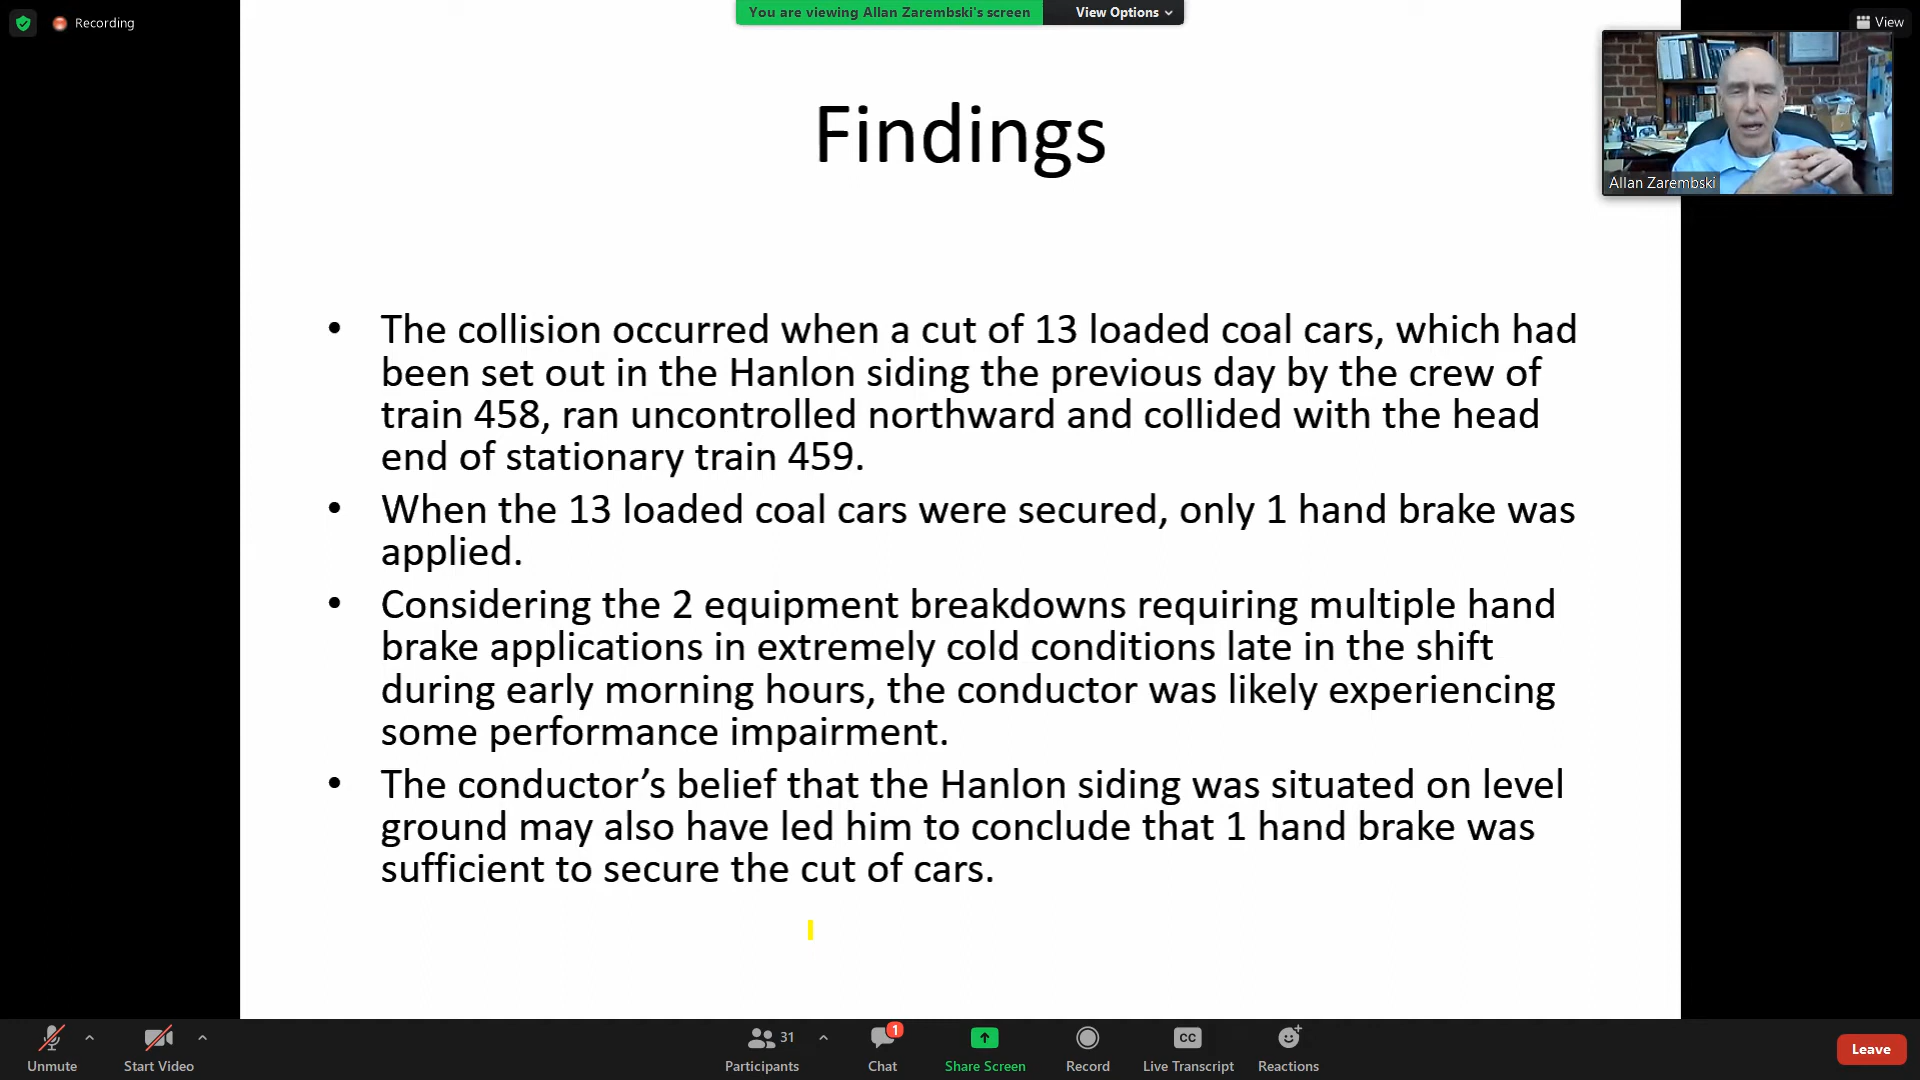 Recording
You are viewing Allan Zarembski's screen
View Options
View
Findings
Allan Zarembski
• The collision occurred when a cut of 13 loaded coal cars, which had
been set out in the Hanlon siding the previous day by the crew of
train 458, ran uncontrolled northward and collided with the head
end of stationary train 459.
• When the 13 loaded coal cars were secured, only 1 hand brake was
applied.
• Considering the 2 equipment breakdowns requiring multiple hand
brake applications in extremely cold conditions late in the shift
during early morning hours, the conductor was likely experiencing
some performance impairment.
• The conductor’s belief that the Hanlon siding was situated on level
ground may also have led him to conclude that 1 hand brake was
sufficient to secure the cut of cars.
Unmute
Start Video
31
Participants
1
Chat
Share Screen
Record
CC
Live Transcript
Reactions
Leave